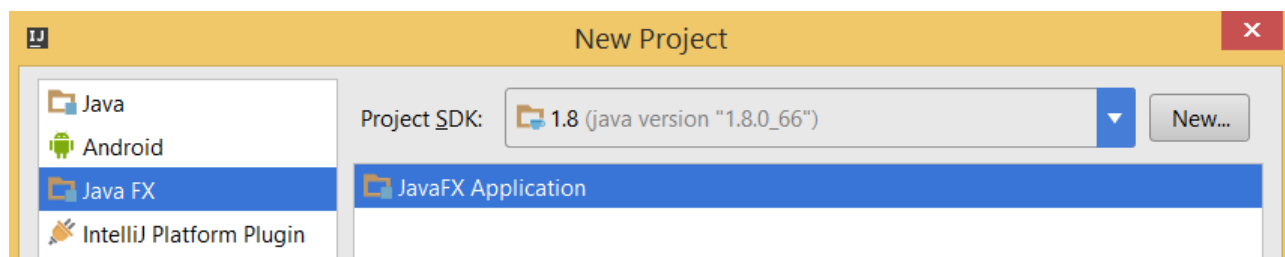 IJ
New Project
Java
Project SDK:
1.8 (java version "1.8.0_66")
New...
Android
Java FX
JavaFX Application
IntelliJ Platform Plugin